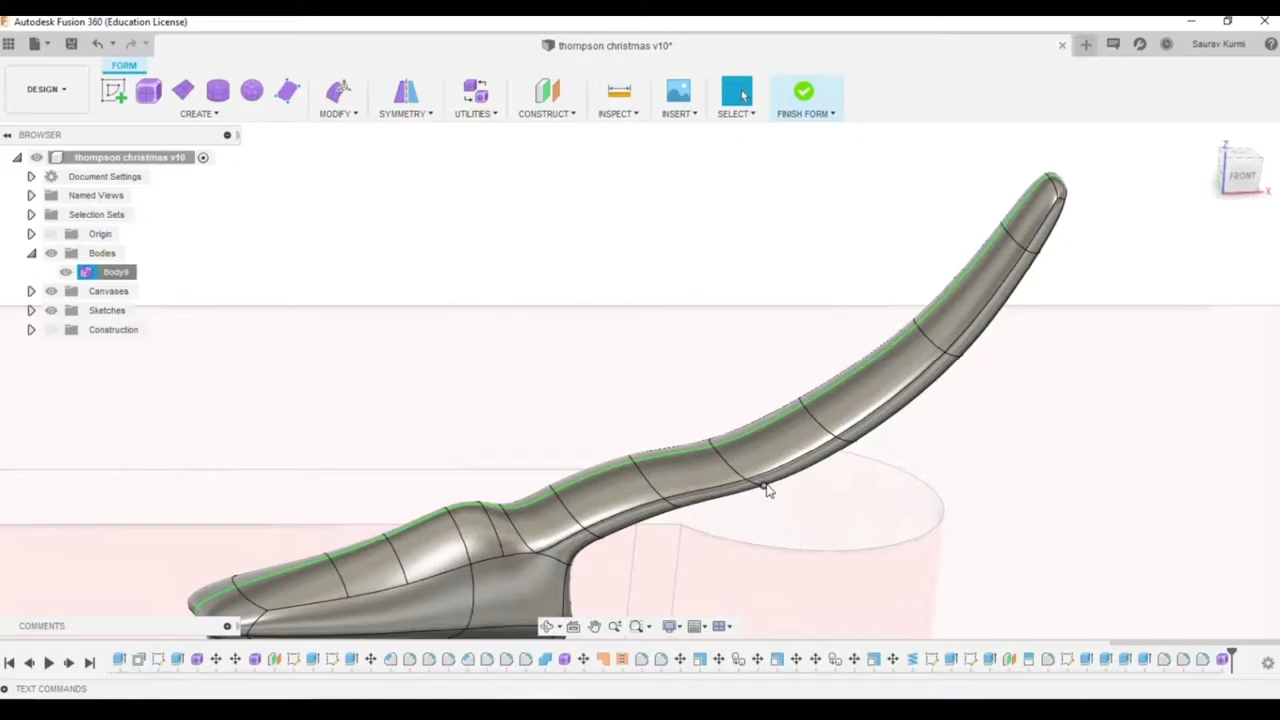 Autodesk Fusion 360 (Education License)
thompson christmas v10*
Saurav Kurmi
FORM
DESIGN
CREATE
MODIFY
SYMMETRY
UTILITIES
CONSTRUCT
INSPECT
INSERT
SELECT
FINISH FORM
BROWSER
thompson christmas v10
Document Settings
Named Views
Selection Sets
Origin
Bodies
Body9
Canvases
Sketches
Construction
Z
FRONT
X
COMMENTS
TEXT COMMANDS